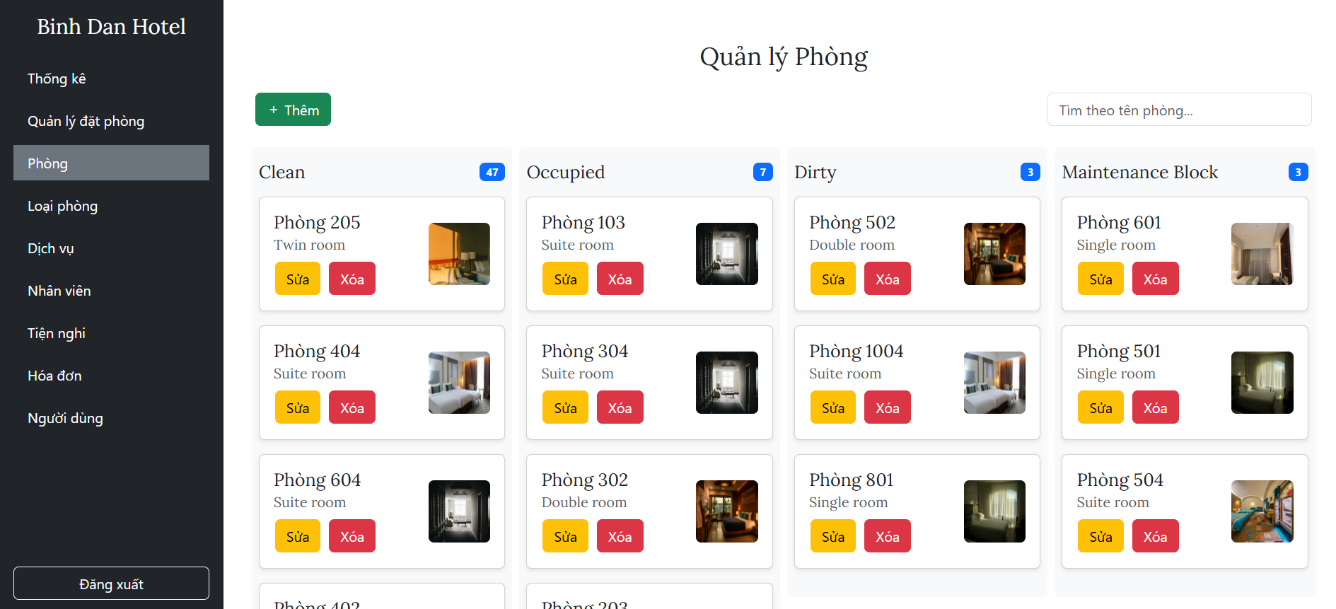 Binh Dan Hotel
Thống kê
Quản lý đặt phòng
Phòng
Loại phòng
Dịch vụ
Nhân viên
Tiện nghi
Hóa đơn
Người dùng
Đăng xuất
Quản lý Phòng
+ Thêm
Tìm theo tên phòng...
Clean 47
Phòng 205
Twin room
Sửa Xóa
Phòng 404
Suite room
Sửa Xóa
Phòng 604
Suite room
Sửa Xóa
Phòng 402
Occupied 7
Phòng 103
Suite room
Sửa Xóa
Phòng 304
Suite room
Sửa Xóa
Phòng 302
Double room
Sửa Xóa
Phòng 203
Dirty 3
Phòng 502
Double room
Sửa Xóa
Phòng 1004
Suite room
Sửa Xóa
Phòng 801
Single room
Sửa Xóa
Maintenance Block 3
Phòng 601
Single room
Sửa Xóa
Phòng 501
Single room
Sửa Xóa
Phòng 504
Suite room
Sửa Xóa